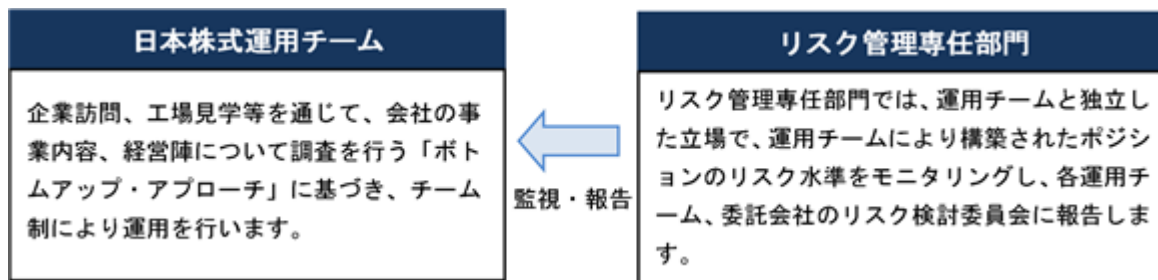 日本株式運用チーム
企業訪問、工場見学等を通じて、会社の事
業内容、経営陣について調査を行う「ボト
ムアップ・アプローチ」に基づき、チーム
制により運用を行います。
監視・報告
リスク管理専任部門
リスク管理専任部門では、運用チームと独立し
た立場で、運用チームにより構築されたポジシ
ョンのリスク水準をモニタリングし、各運用チ
ーム、委託会社のリスク検討委員会に報告しま
す。